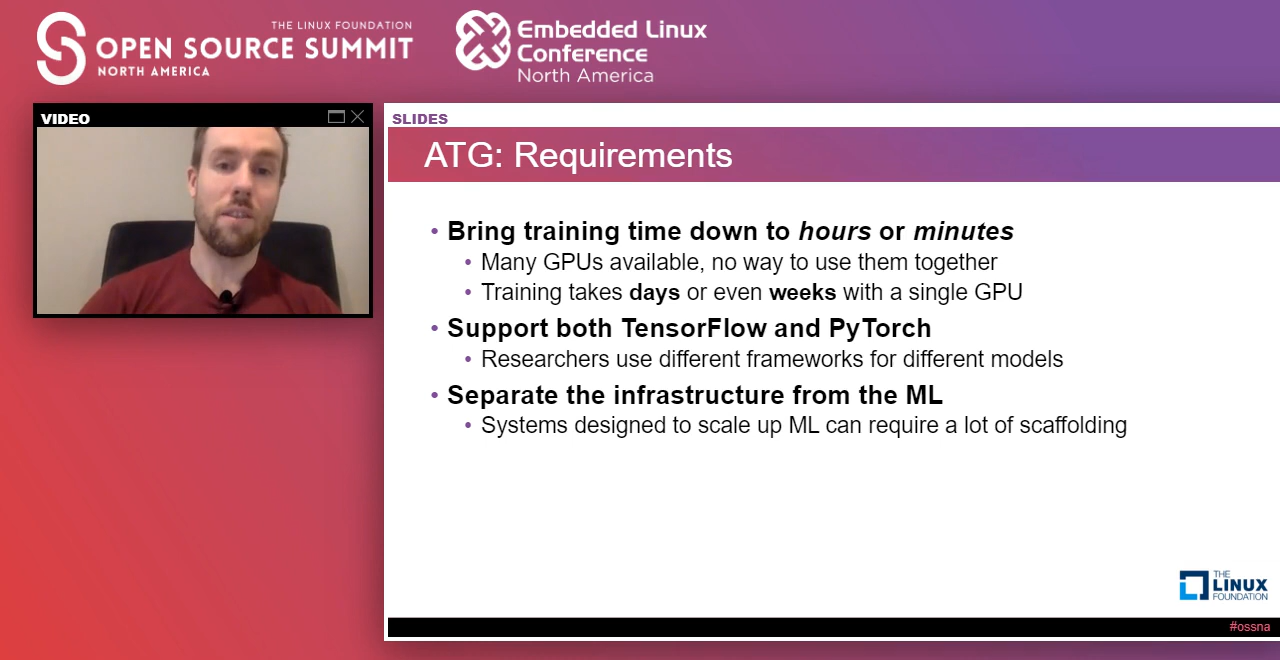 THE LINUX FOUNDATION
OPEN SOURCE SUMMIT
NORTH AMERICA
Embedded Linux
Conference
North America
VIDEO
SLIDES
ATG: Requirements
• Bring training time down to hours or minutes
• Many GPUs available, no way to use them together
• Training takes days or even weeks with a single GPU
• Support both TensorFlow and PyTorch
• Researchers use different frameworks for different models
• Separate the infrastructure from the ML
• Systems designed to scale up ML can require a lot of scaffolding
THE
LINUX
FOUNDATION
#ossna